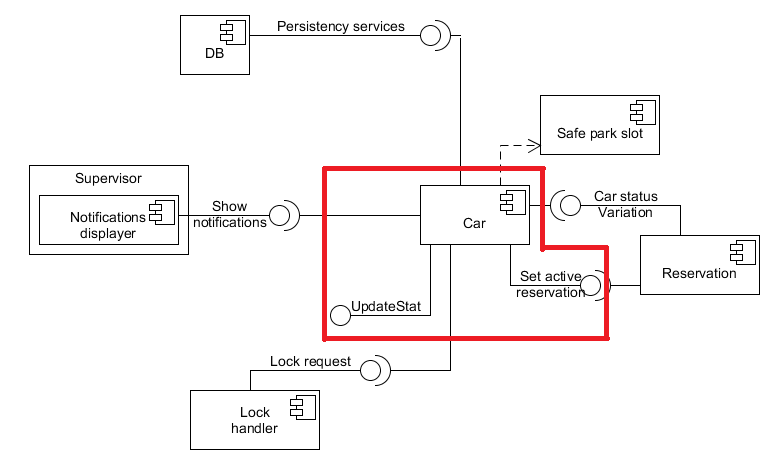 Persistency services
DB
Safe park slot
Supervisor
Notifications
displayer
Show
notifications
Car
Car status
Variation
Reservation
Set active
reservation
UpdateStat
Lock request
Lock
handler